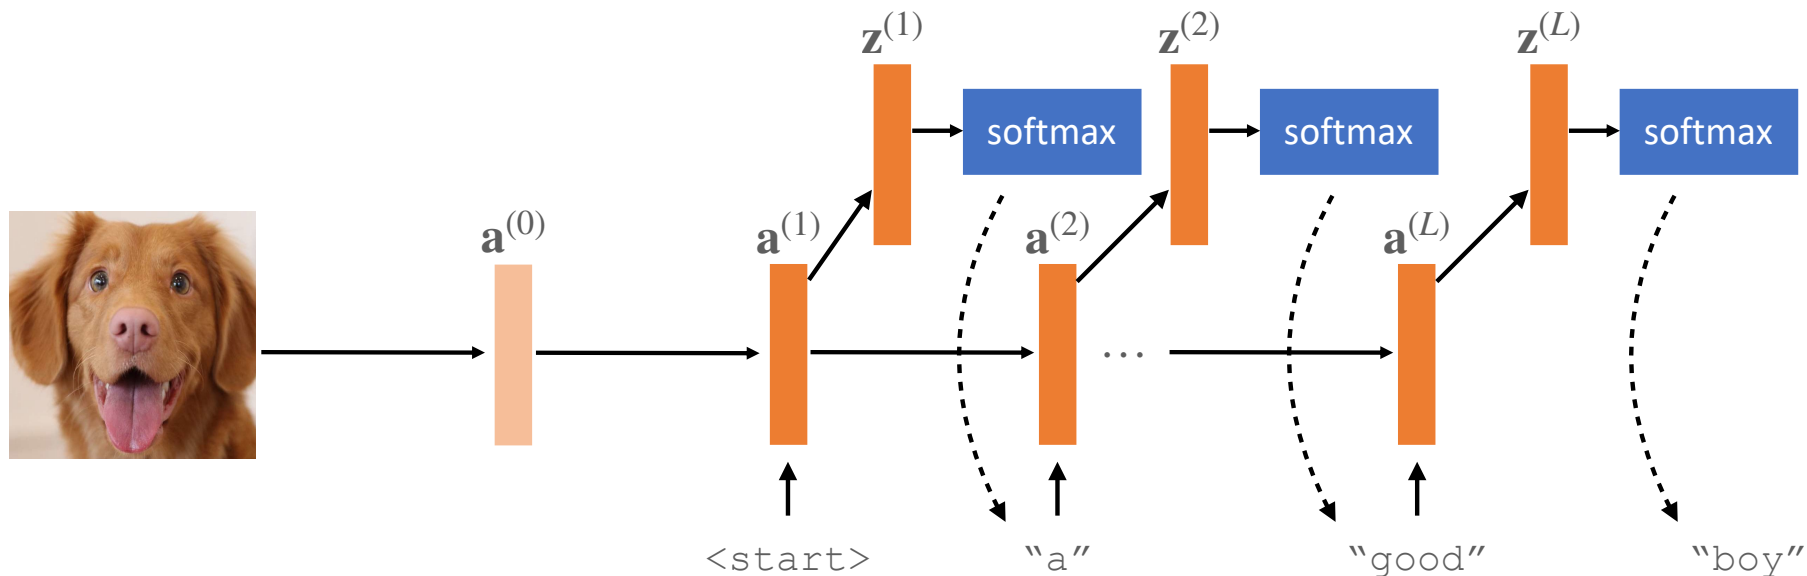 z(1) z(2) z(L)
softmax softmax softmax
a(0) a(1) a(2) a(L)
...
<start> “a” “good” “boy”